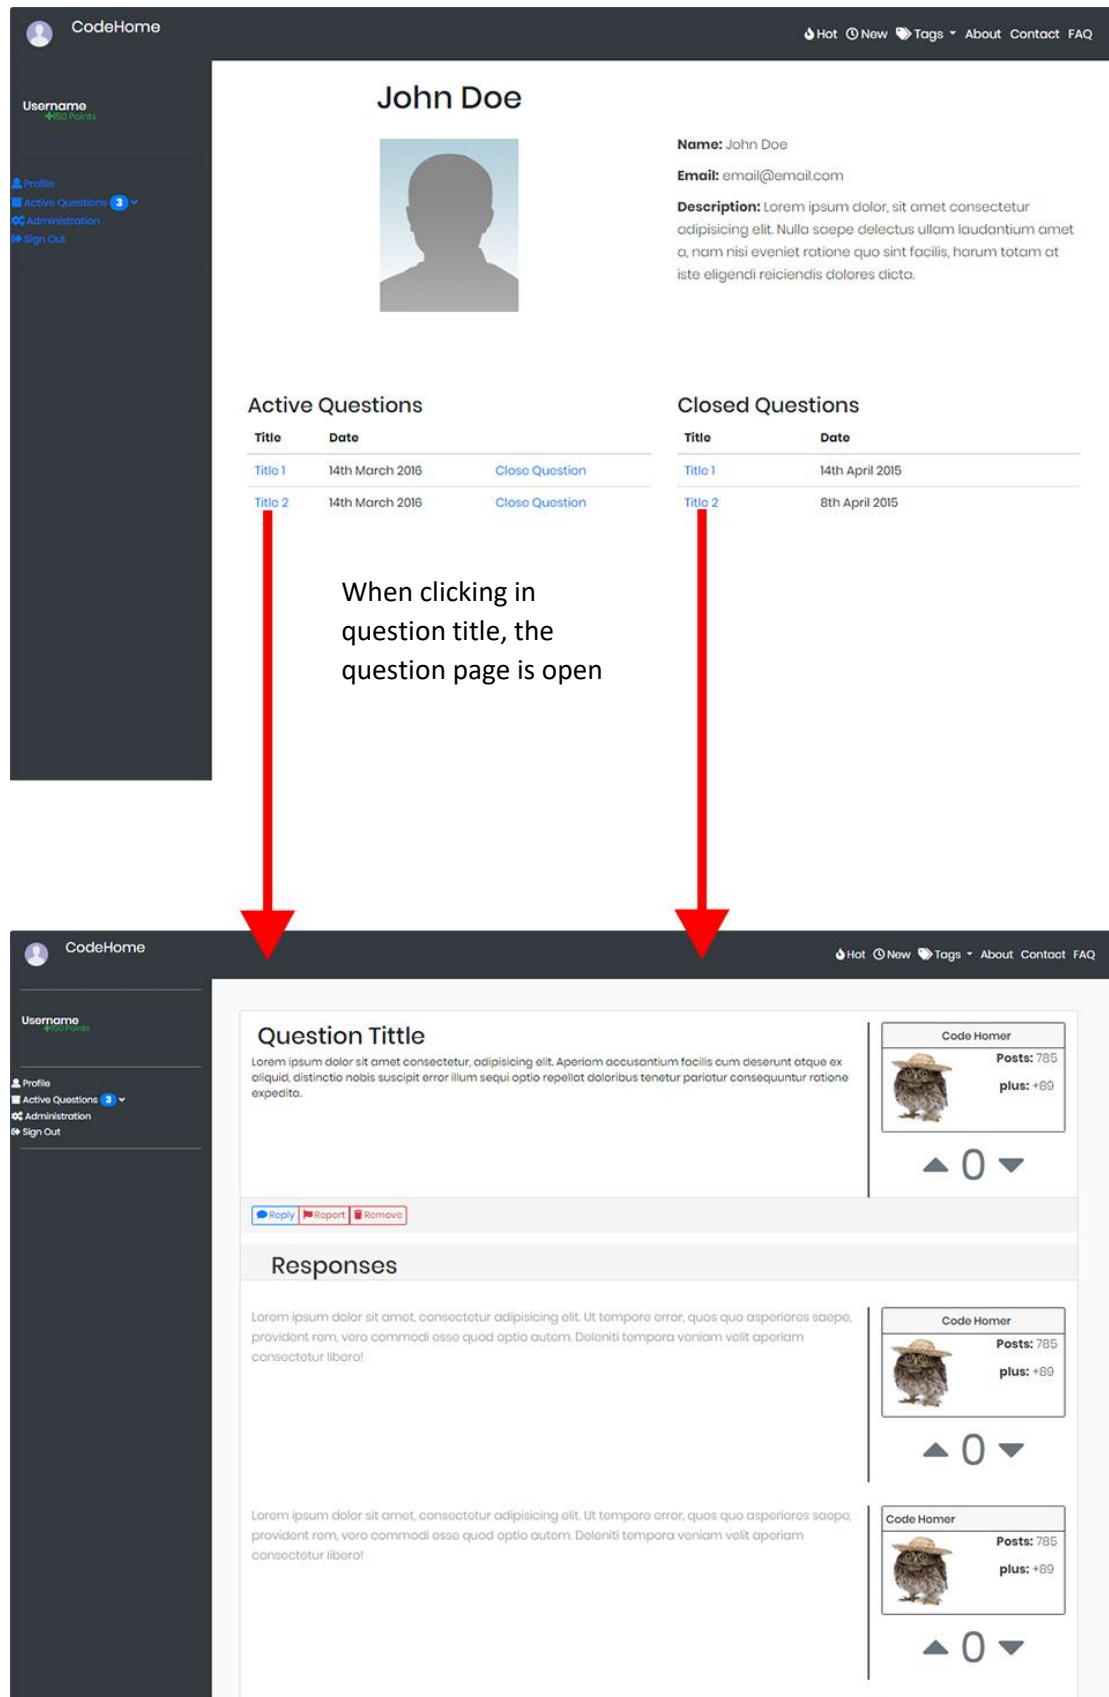 CodeHome
Hot New Tags About Contact FAQ
Username
+150 Points
Profile
Active Questions 3
Administration
Sign Out
John Doe
Name: John Doe
Email: email@email.com
Description: Lorem ipsum dolor, sit amet consectetur
adipisicing elit. Nulla saepe delectus ullam laudantium amet
a, nam nisi eveniet ratione quo sint facilis, harum totam at
iste eligendi reiciendis dolores dicta.
Active Questions
Title Date
Title 1 14th March 2016 Close Question
Title 2 14th March 2016 Close Question
Closed Questions
Title Date
Title 1 14th April 2015
Title 2 8th April 2015
When clicking in
question title, the
question page is open
CodeHome
Hot New Tags About Contact FAQ
Username
+150 Points
Profile
Active Questions 3
Administration
Sign Out
Question Tittle
Lorem ipsum dolor sit amet consectetur, adipisicing elit. Aperiam accusantium facilis cum deserunt atque ex
aliquid, distinctio nobis suscipit error illum sequi optio repellat doloribus tenetur pariatur consequuntur ratione
expedita.
Code Homer
Posts: 785
plus: +89
0
Reply Report Remove
Responses
Lorem ipsum dolor sit amet, consectetur adipisicing elit. Ut tempore error, quos quo asperiores saepe,
provident rem, vero commodi esse quod optio autem. Deleniti tempora veniam velit aperiam
consectetur libero!
Code Homer
Posts: 785
plus: +89
0
Lorem ipsum dolor sit amet, consectetur adipisicing elit. Ut tempore error, quos quo asperiores saepe,
provident rem, vero commodi esse quod optio autem. Deleniti tempora veniam velit aperiam
consectetur libero!
Code Homer
Posts: 785
plus: +89
0